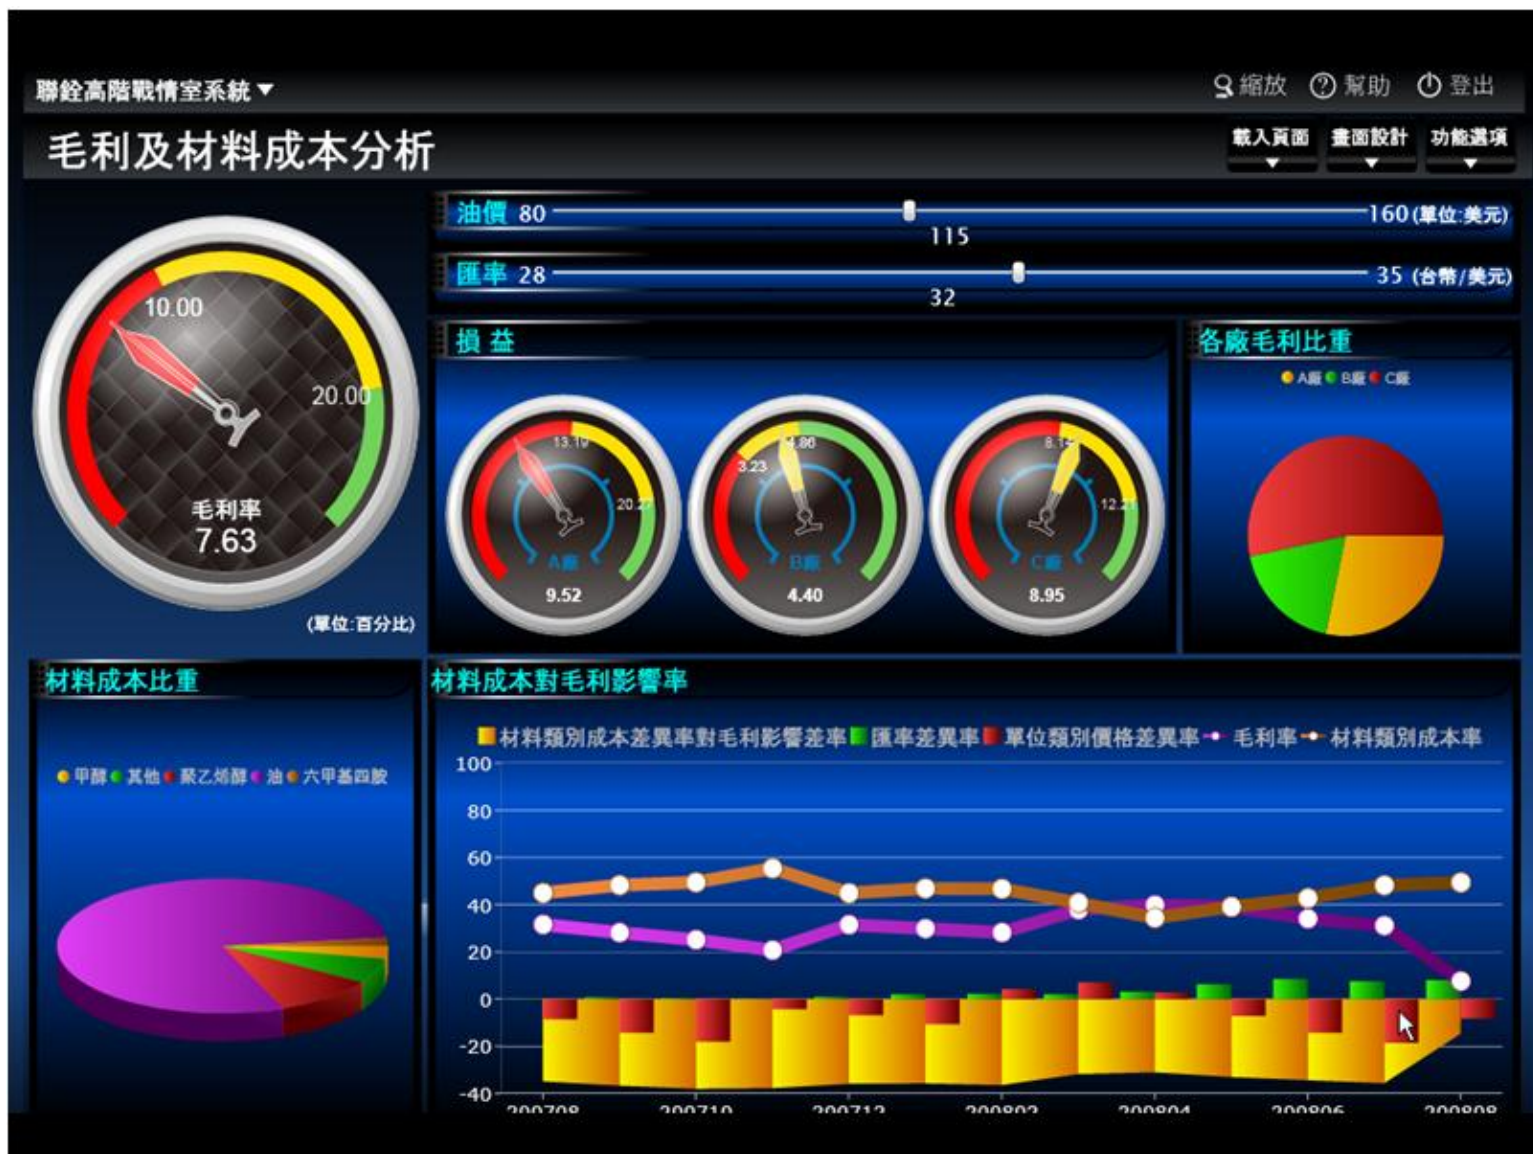 聯銓高階戰情室系統▼
縮放 幫助 登出
毛利及材料成本分析
載入頁面 畫面設計 功能選項
油價 80 160 (單位:美元)
115
匯率 28 35 (台幣/美元)
32
10.00
20.00
毛利率
7.63
(單位:百分比)
損益
13.19
20.27
A廠
9.52
3.23
4.86
B廠
4.40
8.14
12.21
C廠
8.95
各廠毛利比重
A廠 B廠 C廠
材料成本比重
甲醇 其他 聚乙烯醇 油 六甲基四胺
材料成本對毛利影響率
材料類別成本差異率對毛利影響差率 匯率差異率 單位類別價格差異率 毛利率 材料類別成本率
100
80
60
40
20
0
-20
-40
200708 200710 200712 200802 200804 200806 200808